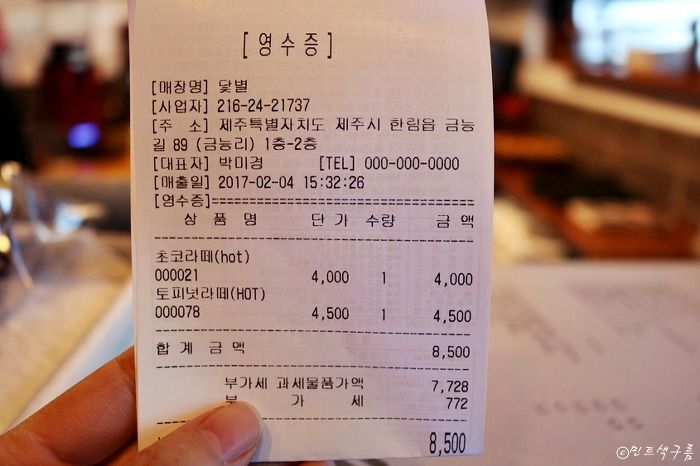 [영수증]
[매장명] 닻별
[사업자] 216-24-21737
[주 소] 제주특별자치도 제주시 한림읍 금능
길 89 (금능리) 1층-2층
[대표자] 박미경 [TEL] 000-000-0000
[매출일] 2017-02-04 15:32:26
[영수증]==============================
상 품 명 단 가 수량 금 액
초코라떼(hot)
000021 4,000 1 4,000
토피넛라떼(HOT)
000078 4,500 1 4,500
합 계 금 액 8,500
부가세 과세물품가액 7,728
부 가 세 772
8,500
©민트색구름